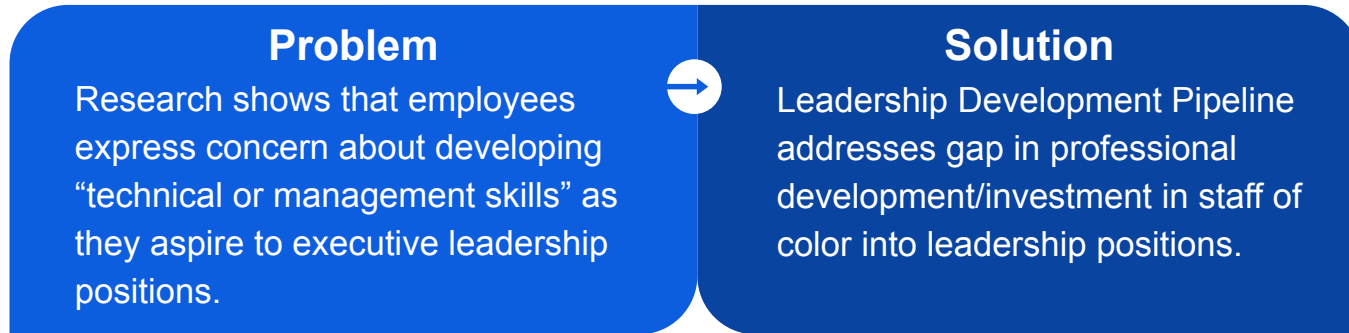 Problem
Research shows that employees
express concern about developing
“technical or management skills” as
they aspire to executive leadership
positions.
Solution
Leadership Development Pipeline
addresses gap in professional
development/investment in staff of
color into leadership positions.